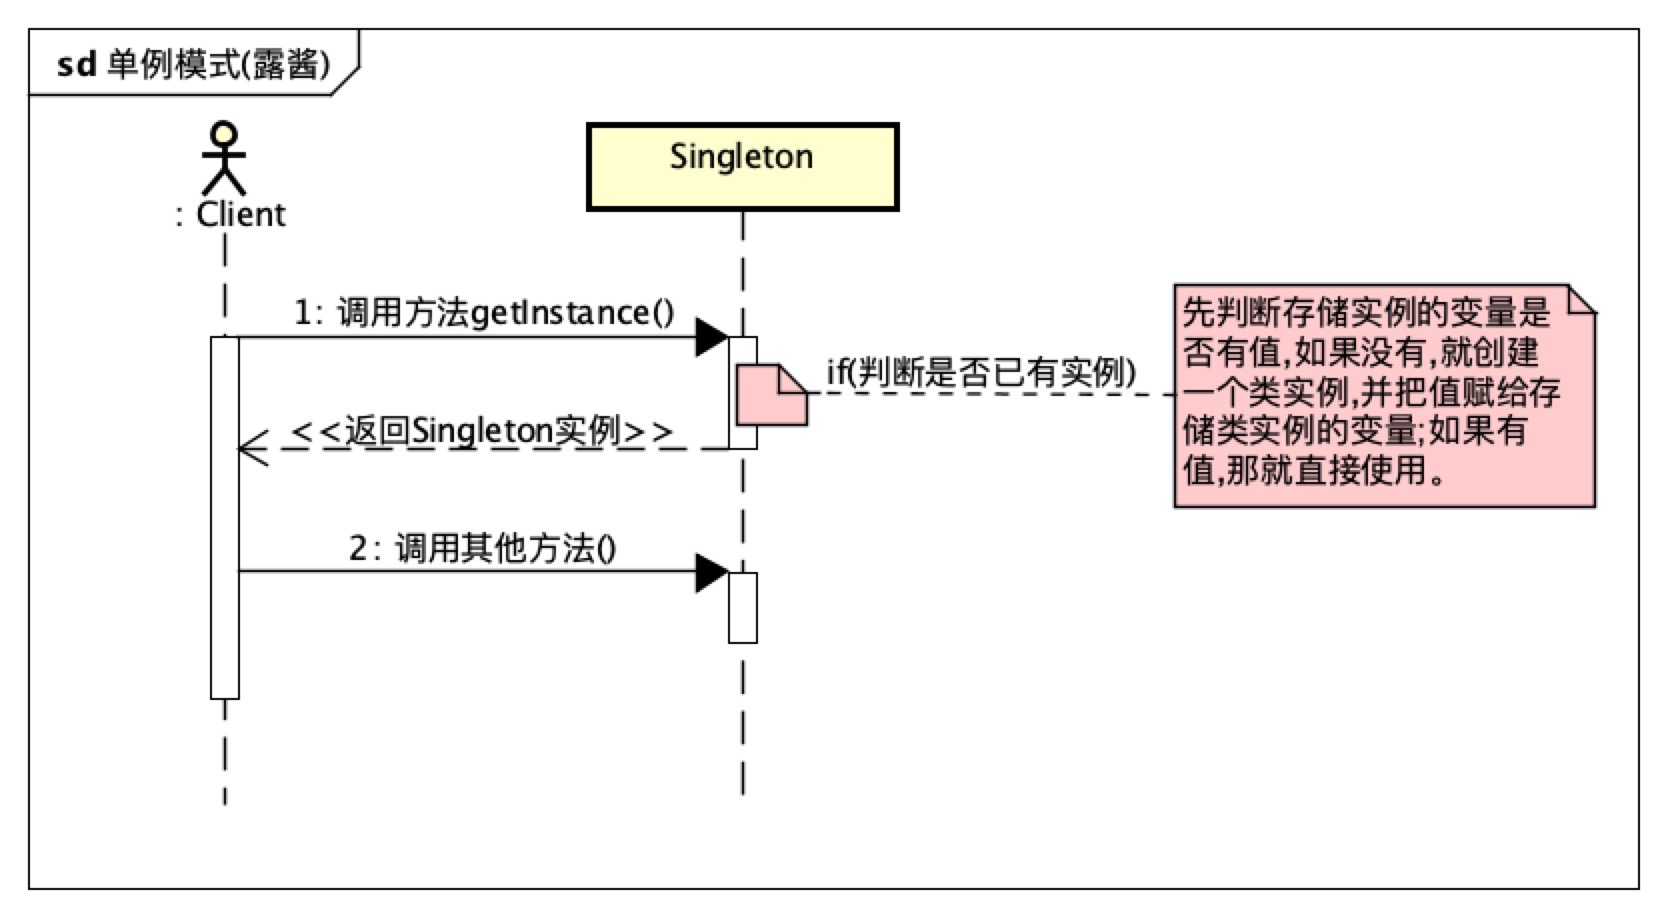 sd 单例模式(露酱)
: Client
Singleton
1: 调用方法getInstance()
if(判断是否已有实例)
先判断存储实例的变量是
否有值,如果没有,就创建
一个类实例,并把值赋给存
储类实例的变量;如果有
值,那就直接使用。
<<返回Singleton实例>>
2: 调用其他方法()